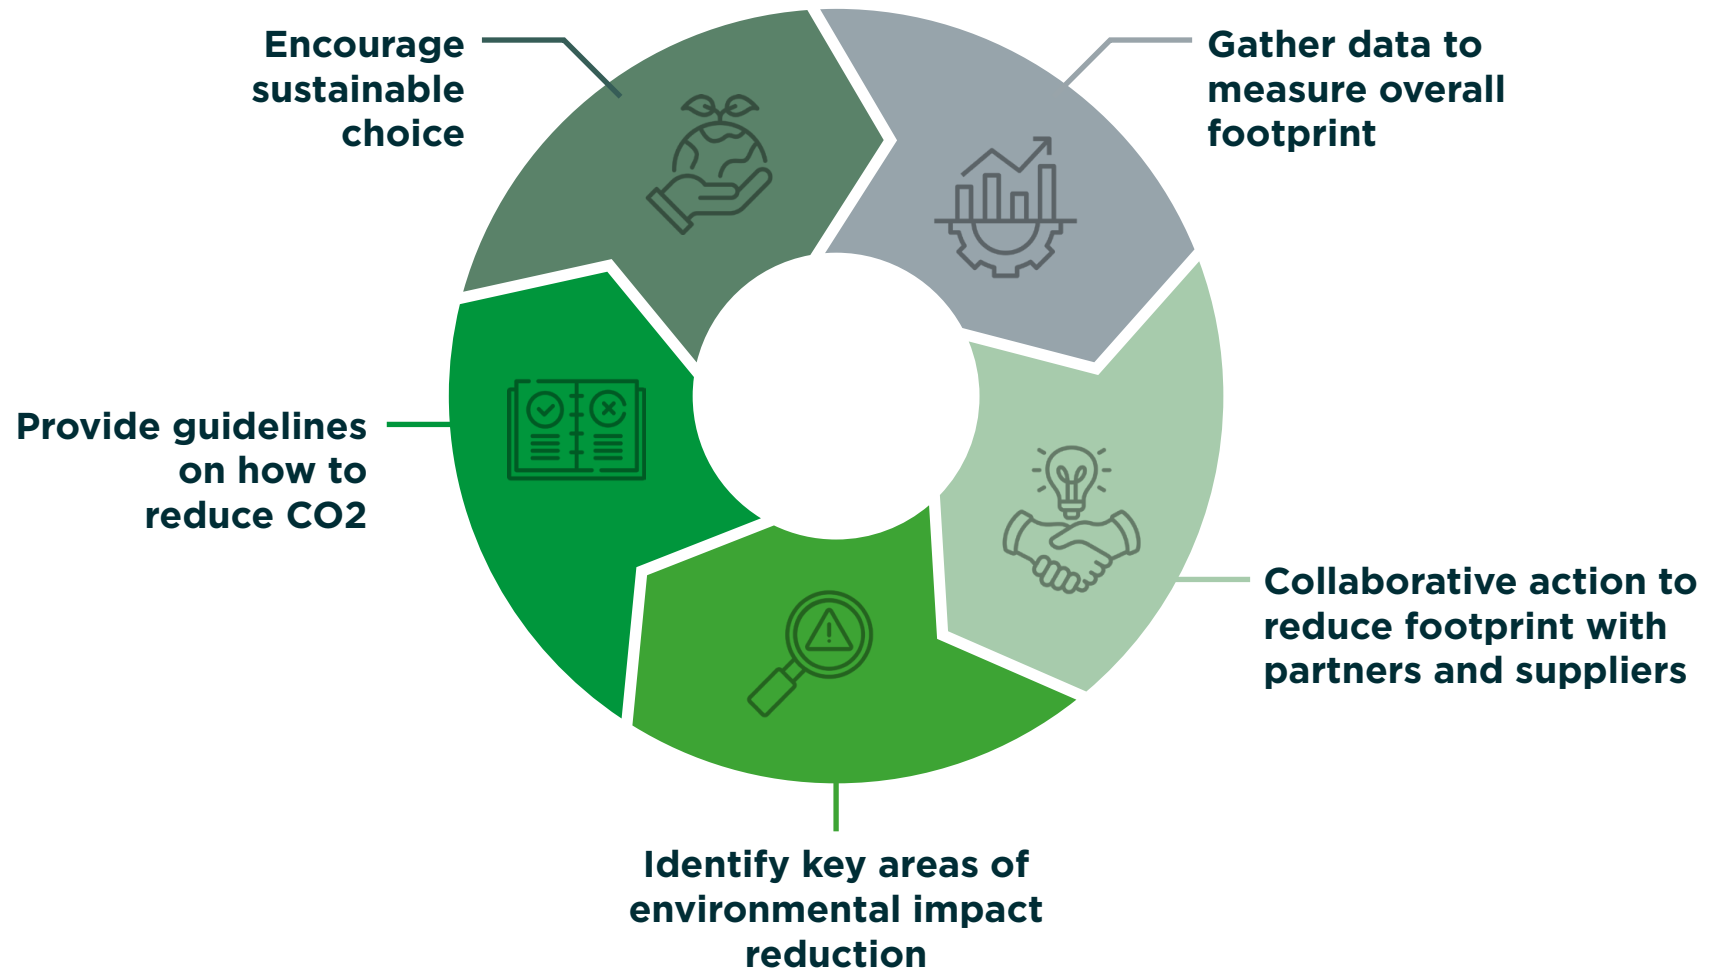 Encourage
sustainable
choice
Gather data to
measure overall
footprint
Provide guidelines
on how to
reduce CO2
Collaborative action to
reduce footprint with
partners and suppliers
Identify key areas of
environmental impact
reduction